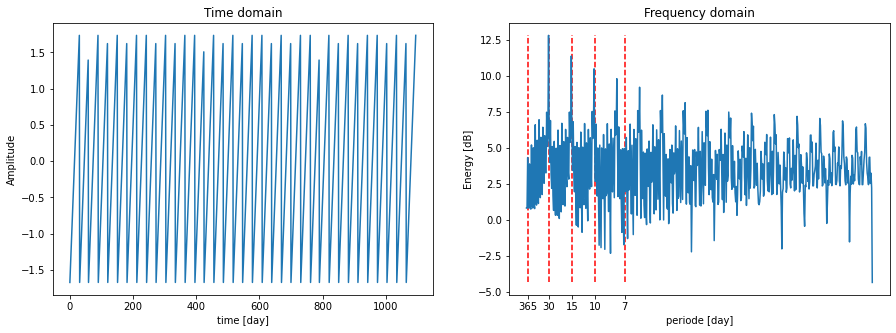 Time domain
Amplitude
1.5
1.0
0.5
0.0
−0.5
−1.0
−1.5
0 200 400 600 800 1000
time [day]
Frequency domain
Energy [dB]
12.5
10.0
7.5
5.0
2.5
0.0
−2.5
−5.0
365 30 15 10 7
periode [day]